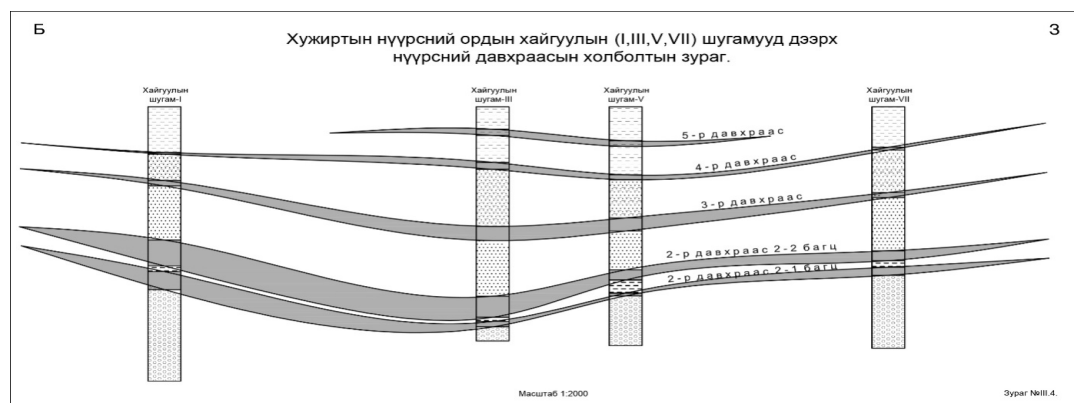 Б
З
Хужиртын нүүрсний ордын хайгуулын (I,III,V,VII) шугамууд дээрх
нүүрсний давхраасын холболтын зураг.
Хайгуулын
шугам-I
Хайгуулын
шугам-III
Хайгуулын
шугам-V
Хайгуулын
шугам-VII
5-р давхраас
4-р давхраас
3-р давхраас
2-р давхраас 2-2 багц
2-р давхраас 2-1 багц
Масштаб 1:2000
Зураг №III.4.